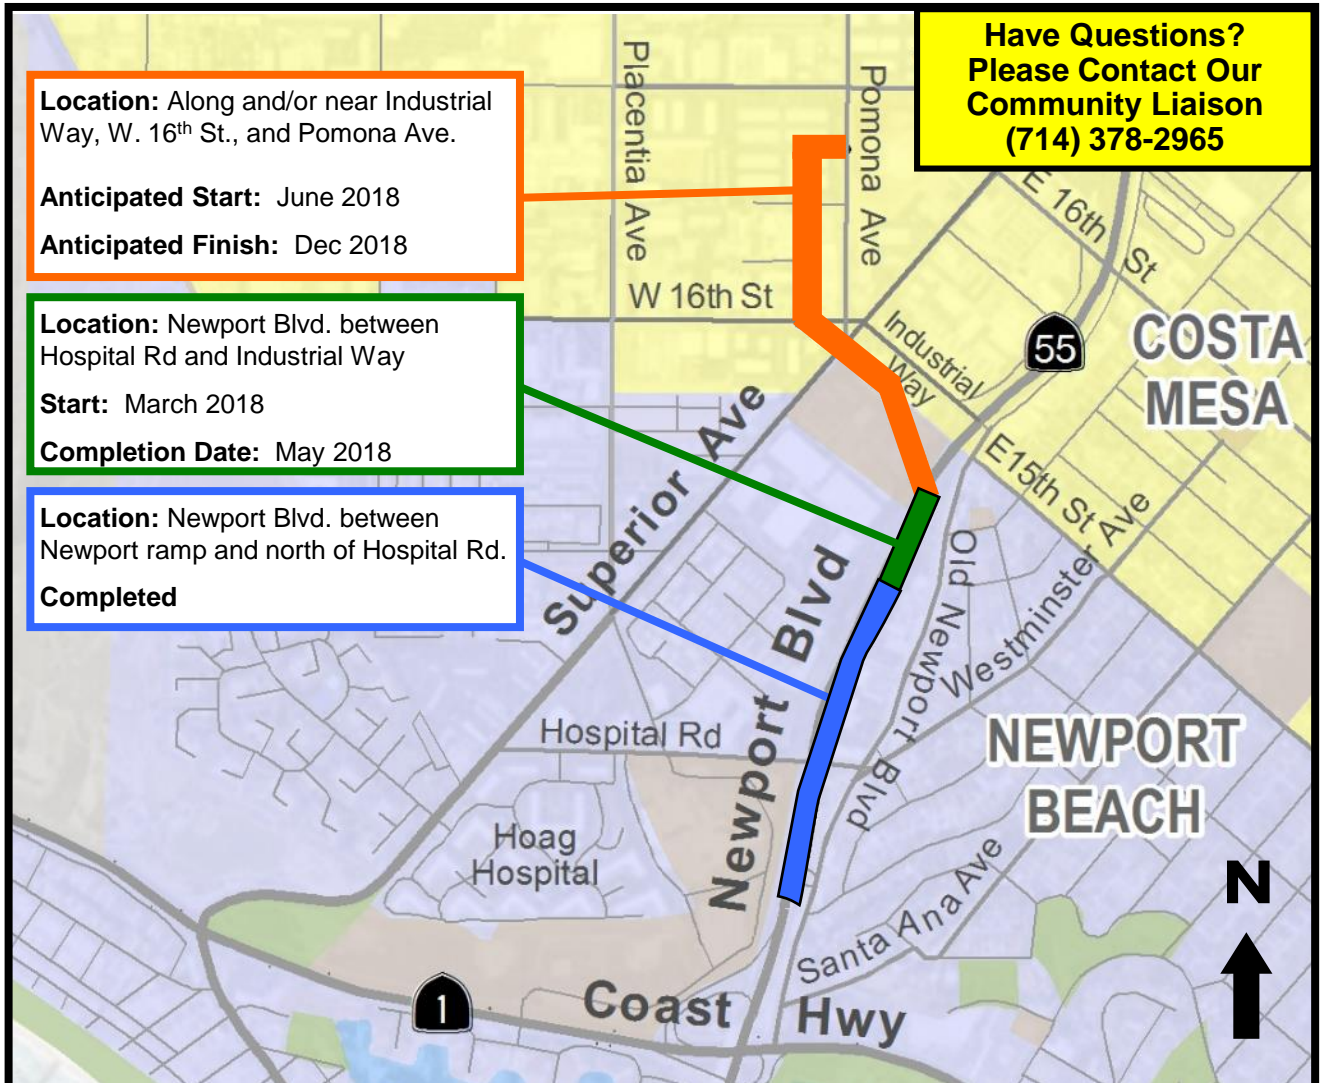 Have Questions?
Please Contact Our
Community Liaison
(714) 378-2965
Location: Along and/or near Industrial
Way, W. 16th St., and Pomona Ave.
Anticipated Start: June 2018
Anticipated Finish: Dec 2018
Location: Newport Blvd. between
Hospital Rd and Industrial Way
Start: March 2018
Completion Date: May 2018
Location: Newport Blvd. between
Newport ramp and north of Hospital Rd.
Completed
Placentia Ave
Pomona Ave
E 16th St
W 16th St
Industrial
Way
55
COSTA
MESA
Superior Ave
E 15th St
Old Newport Blvd
Westminster Ave
Newport Blvd
Hospital Rd
NEWPORT
BEACH
Hoag
Hospital
Santa Ana Ave
N
1
Coast Hwy